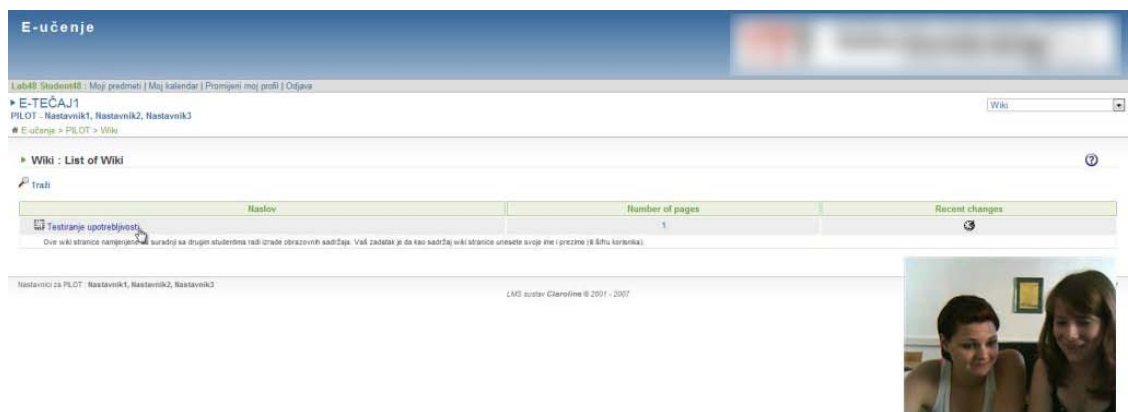 E-učenje
Lab48 Student48 : Moji predmeti | Moj kalendar | Promijeni moj profil | Odjava
E-TEČAJ1
Wiki
PILOT - Nastavnik1, Nastavnik2, Nastavnik3
E-učenje > PILOT > Wiki
Wiki : List of Wiki
Traži
Naslov Number of pages Recent changes
Testiranje upotrebljivosti 1
Ove wiki stranice namijenjene su suradnji sa drugim studentima radi izrade obrazovnih sadržaja. Vaš zadatak je da kao sadržaj wiki stranice unesete svoje ime i prezime (ili šifru korisnika).
Nastavnici za PILOT : Nastavnik1, Nastavnik2, Nastavnik3
LMS sustav Claroline © 2001 - 2007